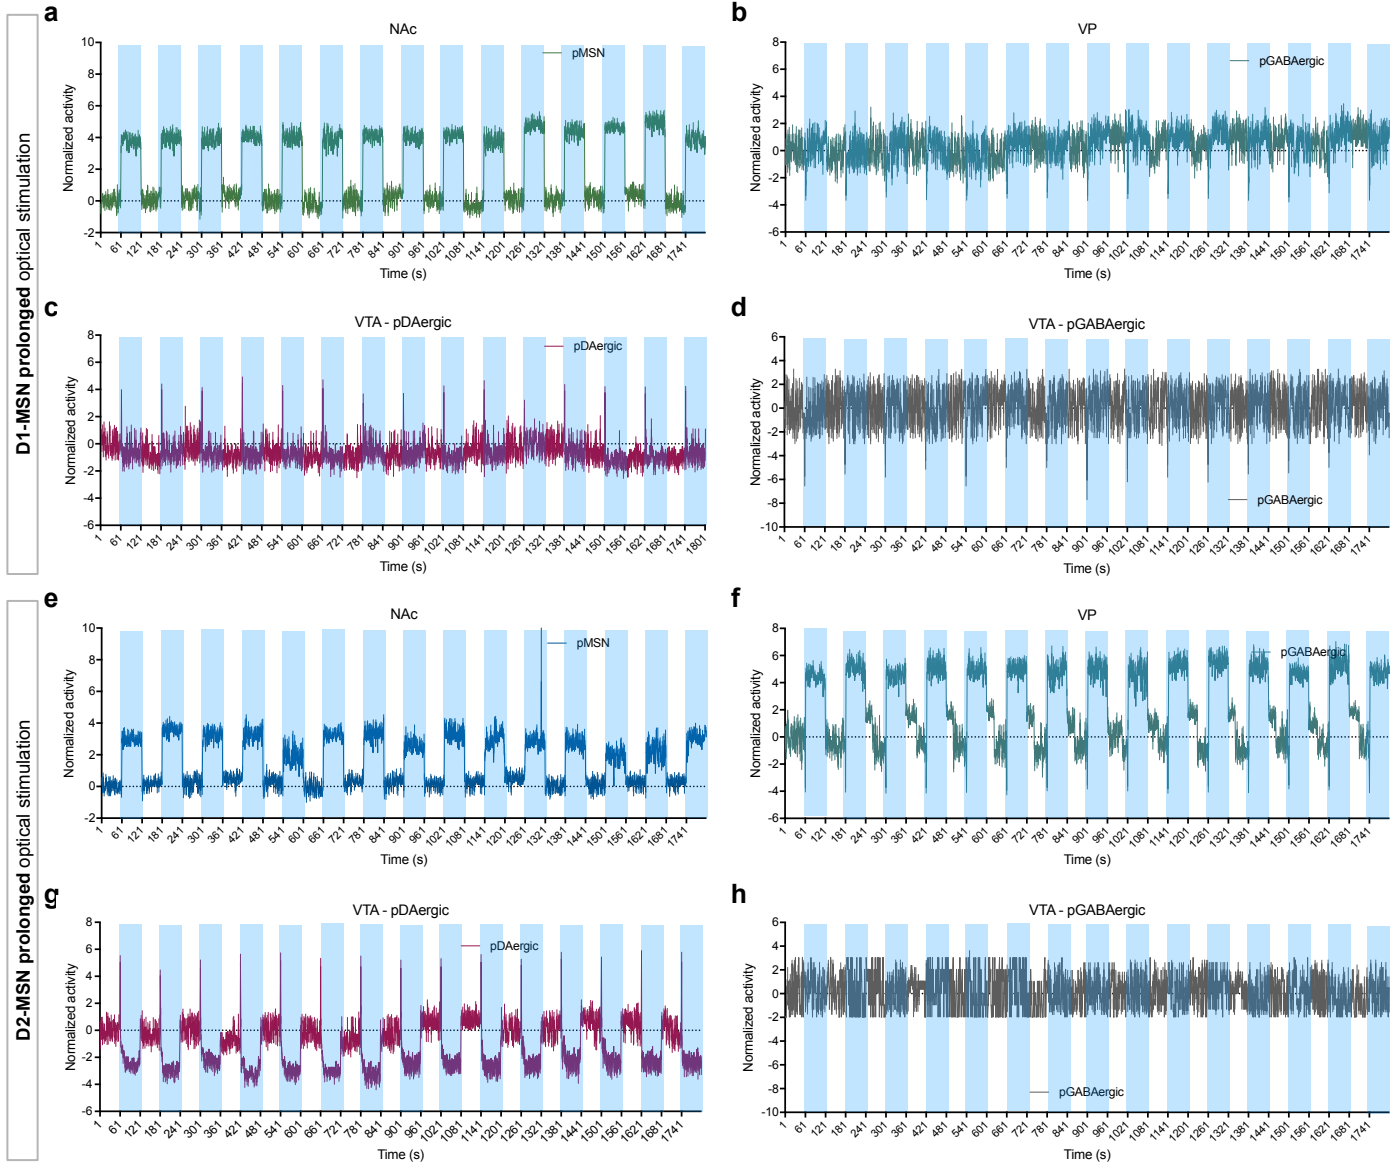 D1-MSN prolonged optical stimulation
a
NAc
pMSN
Normalized activity
10
8
6
4
2
0
-2
1 61 121 181 241 301 361 421 481 541 601 661 721 781 841 901 961 1021 1081 1141 1201 1261 1321 1381 1441 1501 1561 1621 1681 1741
Time (s)
b
VP
pGABAergic
Normalized activity
8
6
4
2
0
-2
-4
-6
1 61 121 181 241 301 361 421 481 541 601 661 721 781 841 901 961 1021 1081 1141 1201 1261 1321 1381 1441 1501 1561 1621 1681 1741
Time (s)
c
VTA - pDAergic
pDAergic
Normalized activity
8
6
4
2
0
-2
-4
-6
1 61 121 181 241 301 361 421 481 541 601 661 721 781 841 901 961 1021 1081 1141 1201 1261 1321 1381 1441 1501 1561 1621 1681 1741 1801
Time (s)
d
VTA - pGABAergic
Normalized activity
6
4
2
0
-2
-4
-6
-8
-10
pGABAergic
1 61 121 181 241 301 361 421 481 541 601 661 721 781 841 901 961 1021 1081 1141 1201 1261 1321 1381 1441 1501 1561 1621 1681 1741
Time (s)
D2-MSN prolonged optical stimulation
e
NAc
pMSN
Normalized activity
10
8
6
4
2
0
-2
1 61 121 181 241 301 361 421 481 541 601 661 721 781 841 901 961 1021 1081 1141 1201 1261 1321 1381 1441 1501 1561 1621 1681 1741
Time (s)
f
VP
pGABAergic
Normalized activity
8
6
4
2
0
-2
-4
-6
1 61 121 181 241 301 361 421 481 541 601 661 721 781 841 901 961 1021 1081 1141 1201 1261 1321 1381 1441 1501 1561 1621 1681 1741
Time (s)
g
VTA - pDAergic
pDAergic
Normalized activity
8
6
4
2
0
-2
-4
-6
1 61 121 181 241 301 361 421 481 541 601 661 721 781 841 901 961 1021 1081 1141 1201 1261 1321 1381 1441 1501 1561 1621 1681 1741
Time (s)
h
VTA - pGABAergic
Normalized activity
6
4
2
0
-2
-4
-6
-8
-10
pGABAergic
1 61 121 181 241 301 361 421 481 541 601 661 721 781 841 901 961 1021 1081 1141 1201 1261 1321 1381 1441 1501 1561 1621 1681 1741
Time (s)